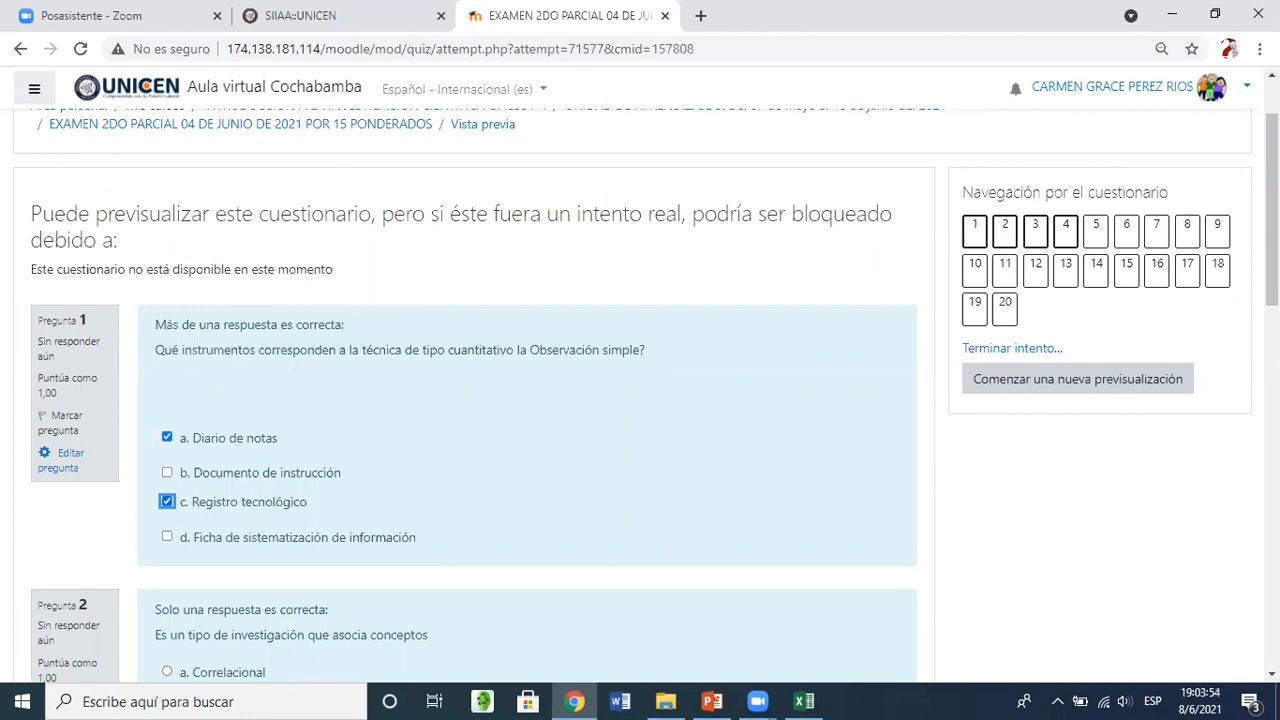 Posasistente - Zoom
SIIAA::UNICEN
EXAMEN 2DO PARCIAL 04 DE JU
No es seguro
174.138.181.114/moodle/mod/quiz/attempt.php?attempt=71577&cmid=157808
UNICEN
Aula virtual Cochabamba
Español - Internacional (es)
CARMEN GRACE PEREZ RIOS
/ EXAMEN 2DO PARCIAL 04 DE JUNIO DE 2021 POR 15 PONDERADOS / Vista previa
Puede previsualizar este cuestionario, pero si éste fuera un intento real, podría ser bloqueado
debido a:
Este cuestionario no está disponible en este momento
Pregunta 1
Sin responder
aún
Puntúa como
1,00
Marcar
pregunta
Editar
pregunta
Más de una respuesta es correcta:
Qué instrumentos corresponden a la técnica de tipo cuantitativo la Observación simple?
a. Diario de notas
b. Documento de instrucción
c. Registro tecnológico
d. Ficha de sistematización de información
Pregunta 2
Sin responder
aún
Puntúa como
1,00
Solo una respuesta es correcta:
Es un tipo de investigación que asocia conceptos
a. Correlacional
Navegación por el cuestionario
1 2 3 4 5 6 7 8 9
10 11 12 13 14 15 16 17 18
19 20
Terminar intento...
Comenzar una nueva previsualización
Escribe aquí para buscar
ESP
19:03:54
8/6/2021
3